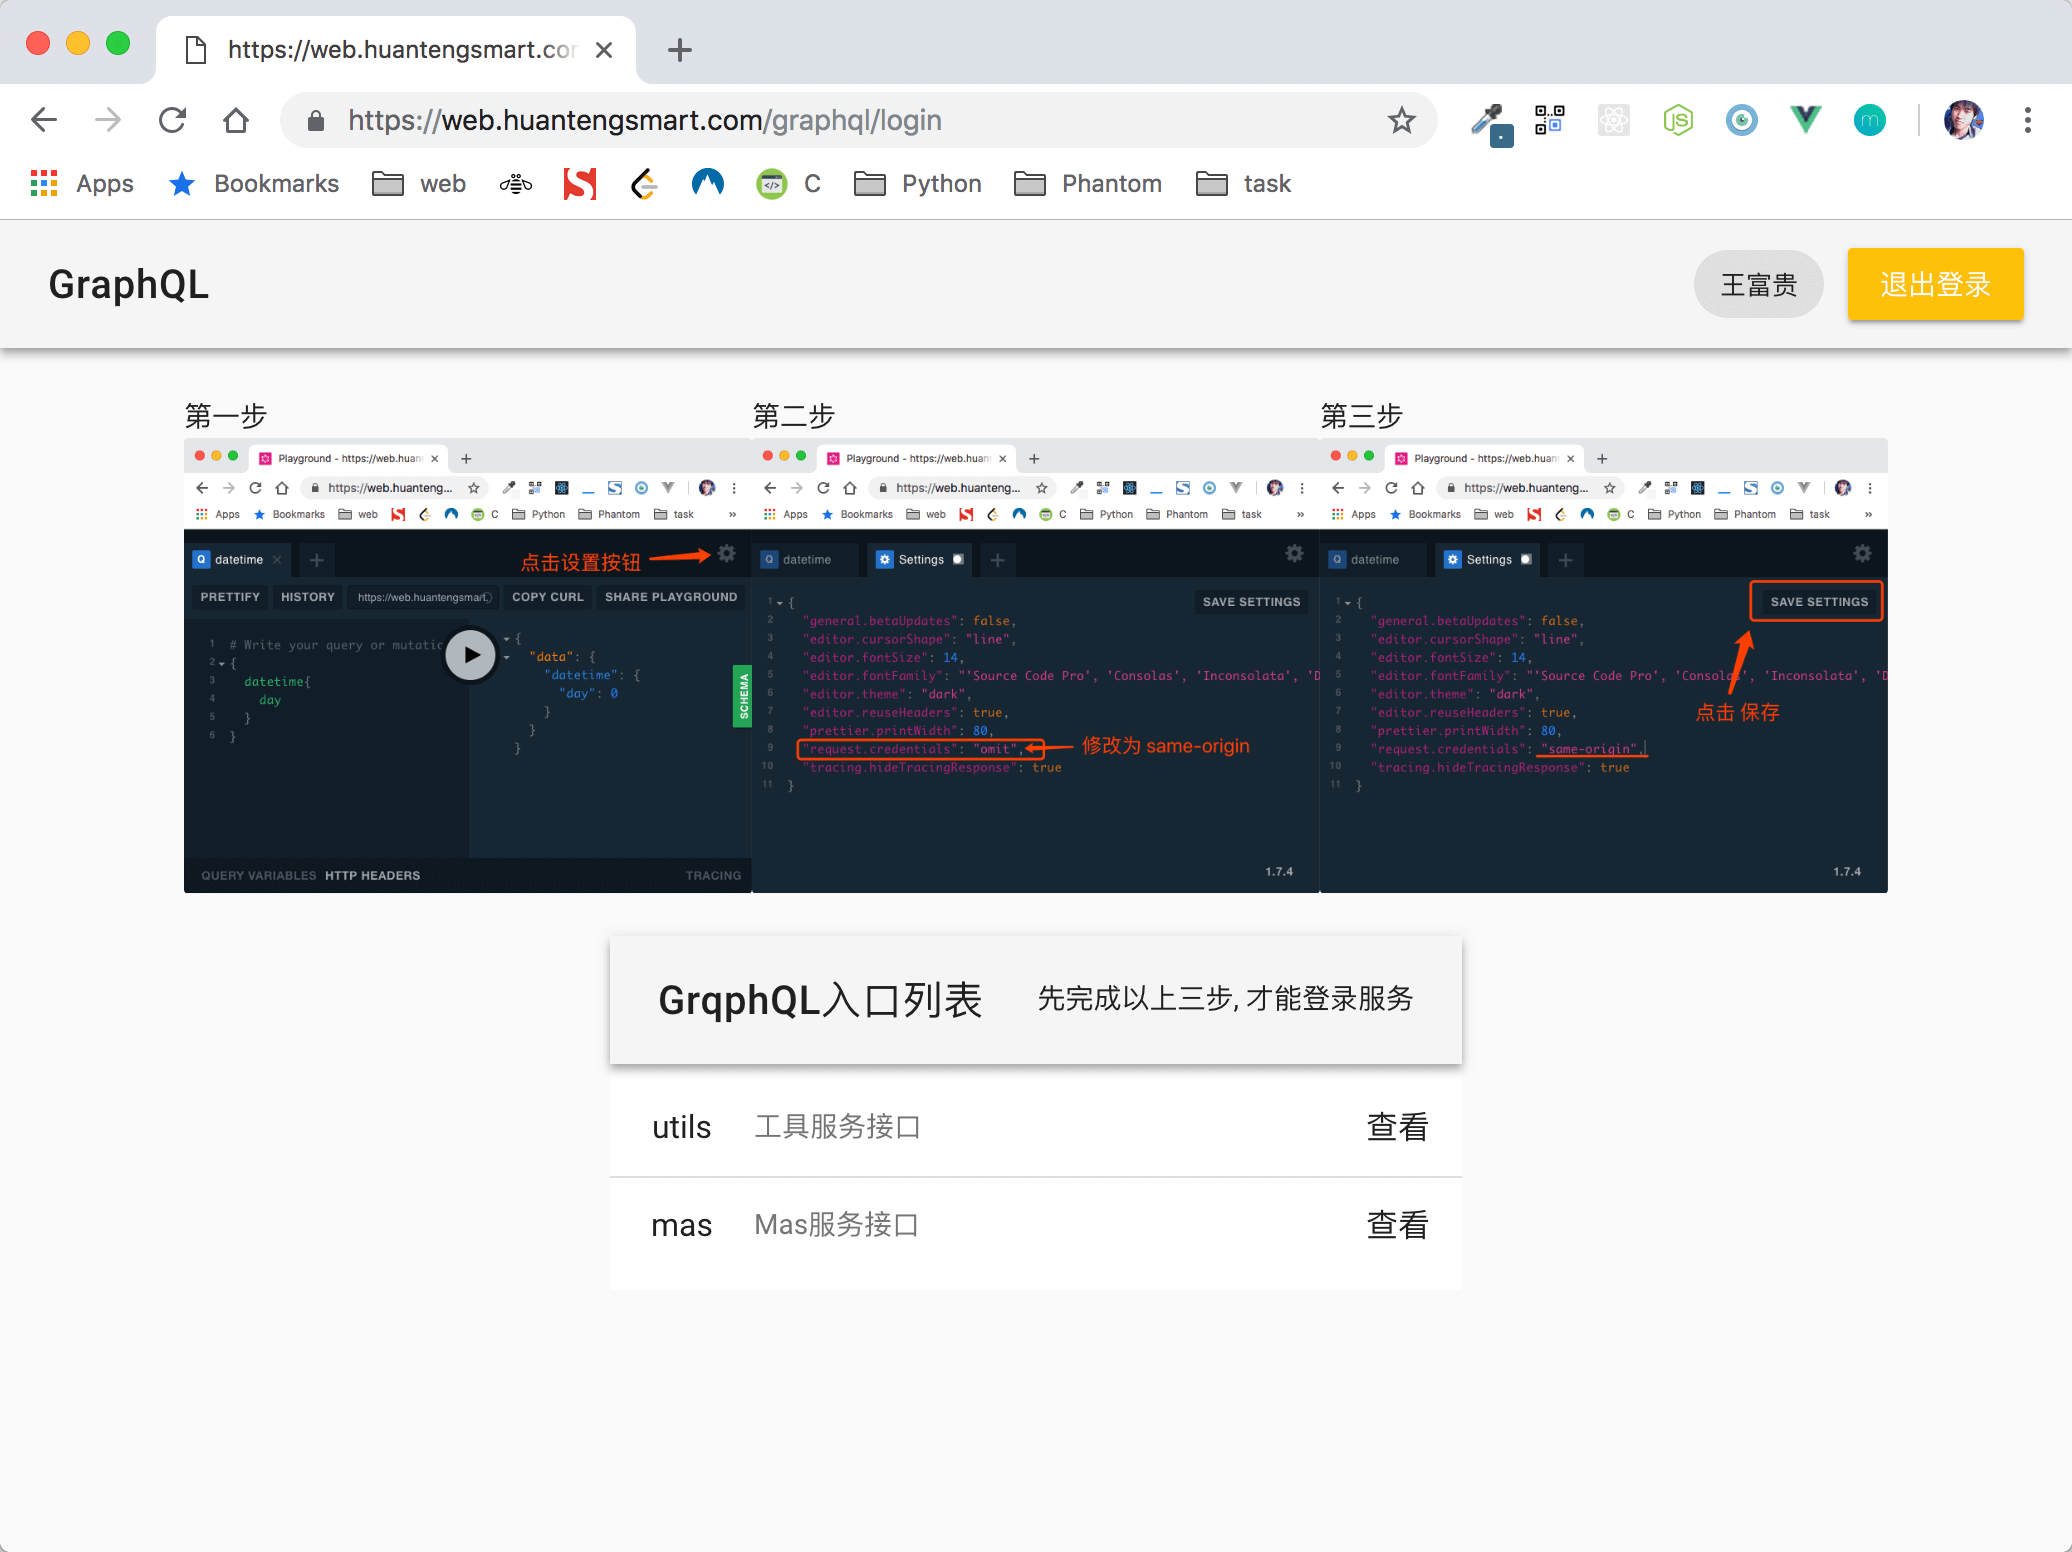 https://web.huantengsmart.co
https://web.huantengsmart.com/graphql/login
Apps
Bookmarks
web
C
Python
Phantom
task
GraphQL
王富贵
退出登录
第一步
Playground - https://web.huan
https://web.huanteng...
Apps Bookmarks web C Python Phantom task »
datetime
点击设置按钮
PRETTIFY HISTORY https://web.huantengsmart. COPY CURL SHARE PLAYGROUND
1 # Write your query or mutatic
2 {
3 datetime{
4 day
5 }
6 }
{
"data": {
"datetime": {
"day": 0
}
}
}
SCHEMA
QUERY VARIABLES HTTP HEADERS TRACING
第二步
Playground - https://web.huan
https://web.huanteng...
Apps Bookmarks web C Python Phantom task »
datetime Settings
SAVE SETTINGS
1 {
2 "general.betaUpdates": false,
3 "editor.cursorShape": "line",
4 "editor.fontSize": 14,
5 "editor.fontFamily": "'Source Code Pro', 'Consolas', 'Inconsolata', 'D
6 "editor.theme": "dark",
7 "editor.reuseHeaders": true,
8 "prettier.printWidth": 80,
9 "request.credentials": "omit",
修改为 same-origin
10 "tracing.hideTracingResponse": true
11 }
1.7.4
第三步
Playground - https://web.huan
https://web.huanteng...
Apps Bookmarks web C Python Phantom task »
datetime Settings
SAVE SETTINGS
1 {
2 "general.betaUpdates": false,
3 "editor.cursorShape": "line",
4 "editor.fontSize": 14,
5 "editor.fontFamily": "'Source Code Pro', 'Consolas', 'Inconsolata', 'D
6 "editor.theme": "dark",
7 "editor.reuseHeaders": true,
点击 保存
8 "prettier.printWidth": 80,
9 "request.credentials": "same-origin",
10 "tracing.hideTracingResponse": true
11 }
1.7.4
GrqphQL入口列表
先完成以上三步, 才能登录服务
utils 工具服务接口 查看
mas Mas服务接口 查看